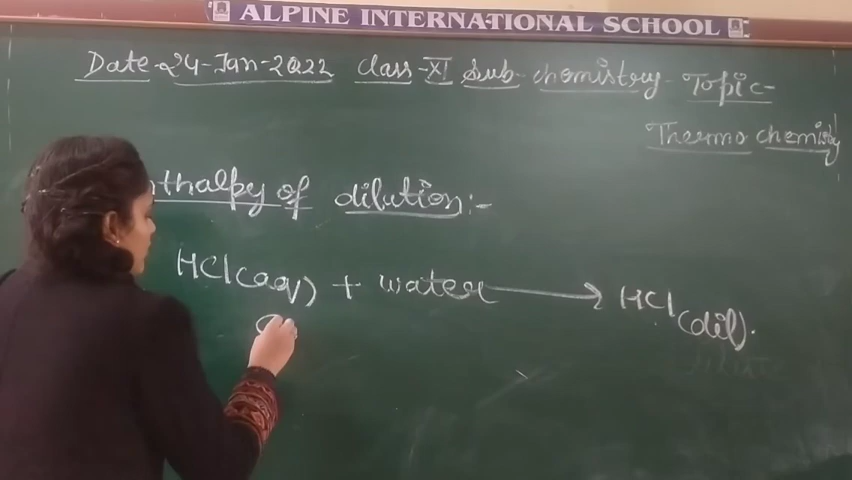 ALPINE INTERNATIONAL SCHOOL
Date-24-Jan-2022 Class-XI Sub-chemistry Topic-
Thermo chemistry
nthalpy of dilution:-
HCl(aq) + water → HCl(dil).